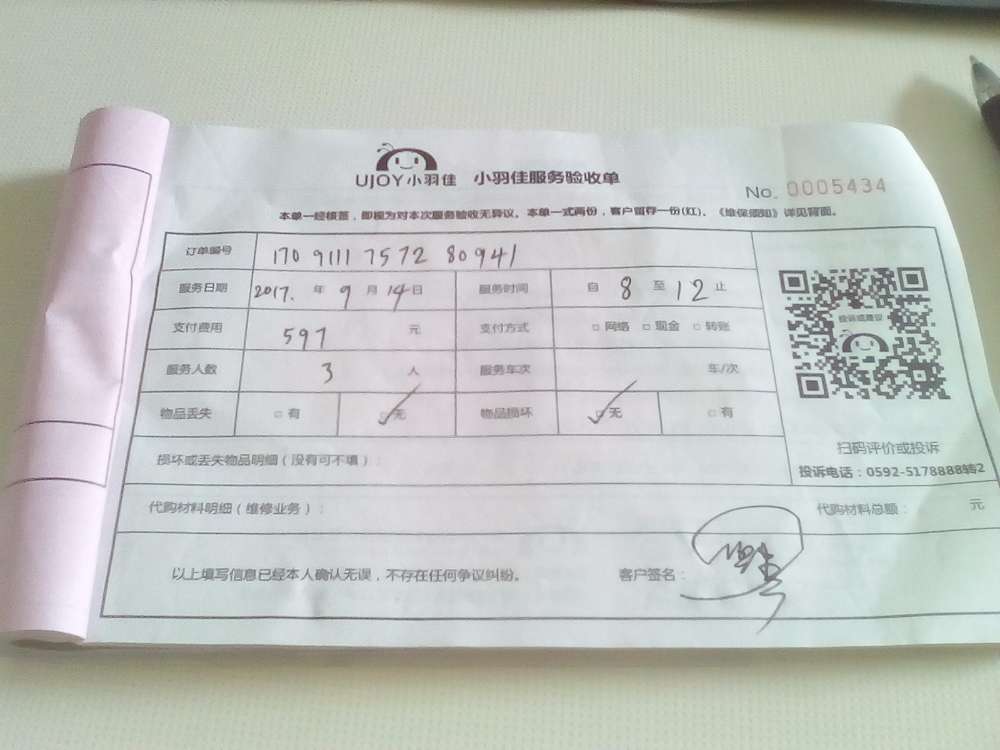 UJOY小羽佳 小羽佳服务验收单
No. 0005434
本单一经核签，即视为对本次服务验收无异议。本单一式两份，客户留存一份(红)、《维保须知》详见背面。
订单编号 170 9111 7572 80941
服务日期 2017. 年 9 月 14 日 服务时间 自 8 至 12 止
支付费用 597 元 支付方式 □ 网络 □ 现金 □ 转账
服务人数 3 人 服务车次 车/次
物品丢失 □ 有 ☑ 无 物品损坏 ☑ 无 □ 有
投诉或建议
扫码评价或投诉
投诉电话：0592-5178888转2
损坏或丢失物品明细（没有可不填）：
代购材料明细（维修业务）： 代购材料总额： 元
以上填写信息已经本人确认无误，不存在任何争议纠纷。 客户签名：